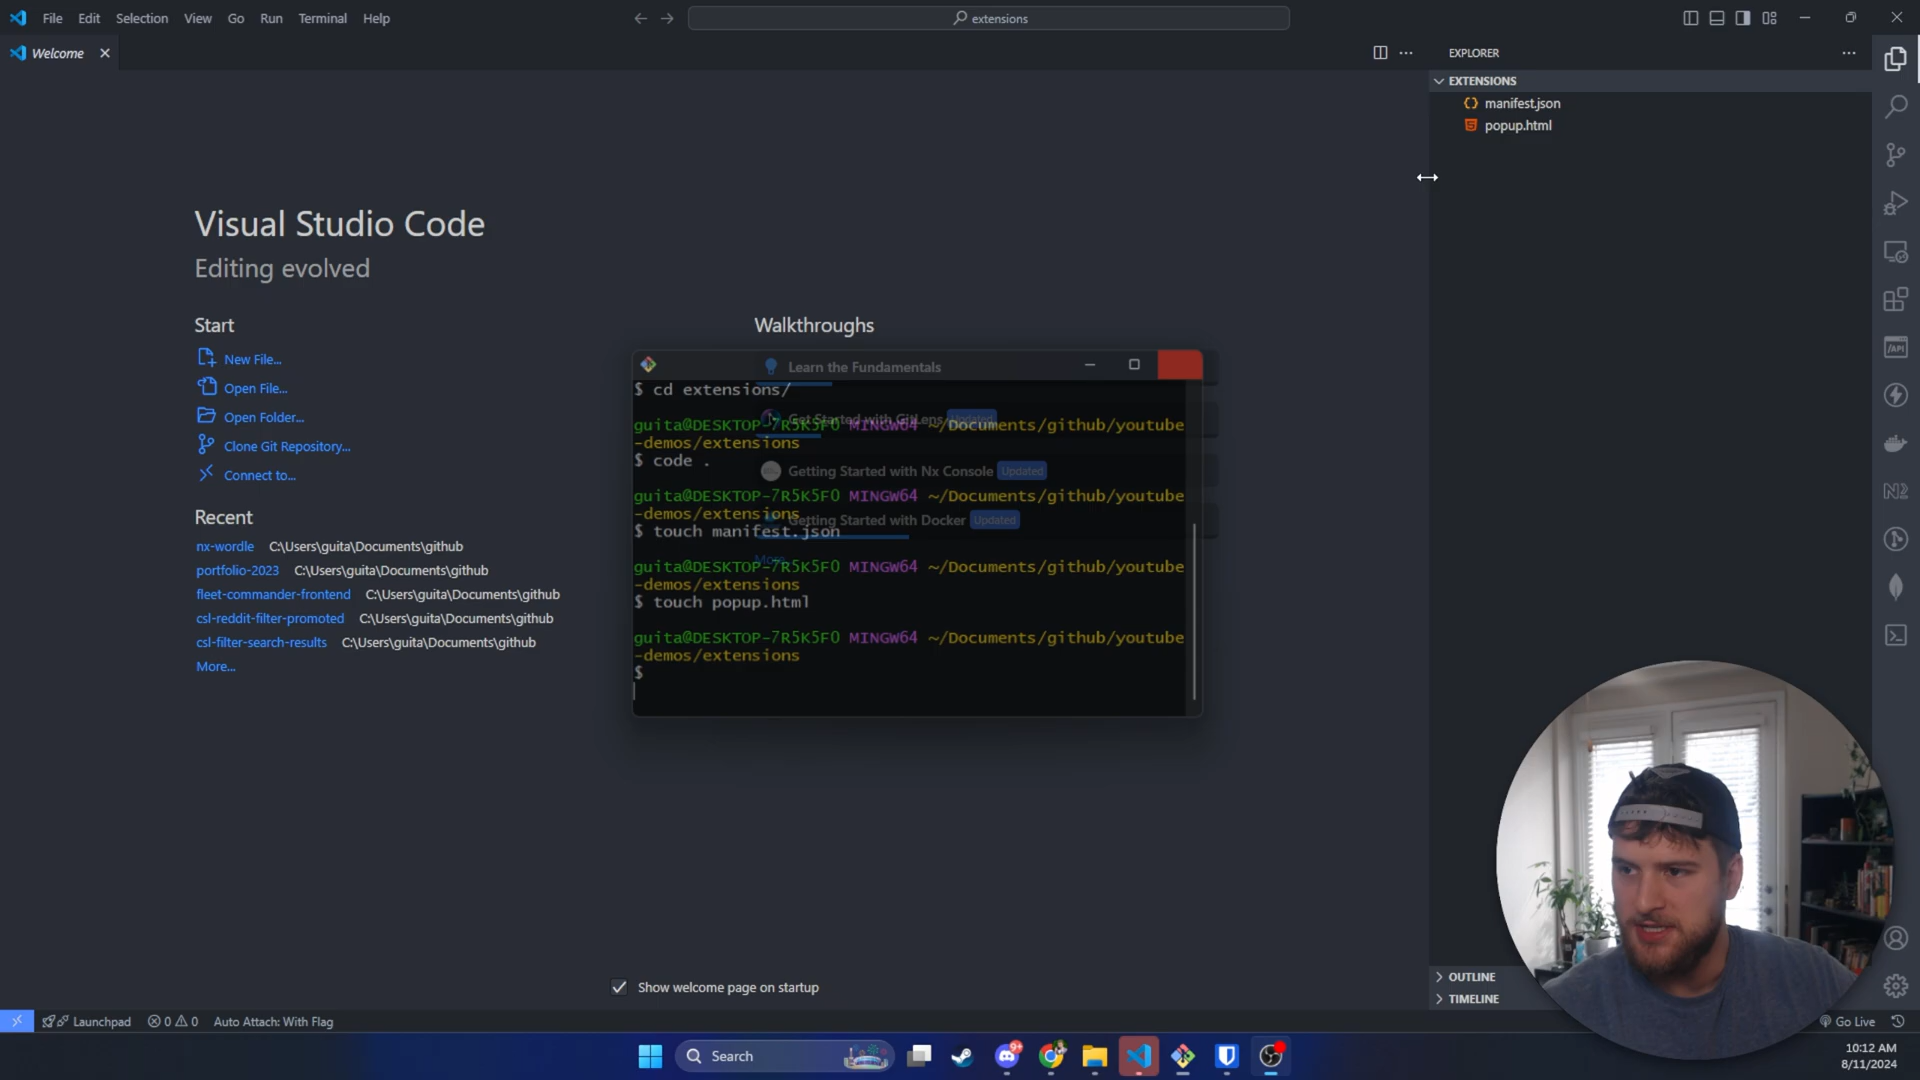 File Edit Selection View Go Run Terminal Help
extensions
Welcome
EXPLORER
EXTENSIONS
manifest.json
popup.html
Visual Studio Code
Editing evolved
Start
New File...
Open File...
Open Folder...
Clone Git Repository...
Connect to...
Recent
nx-wordle C:\Users\guita\Documents\github
portfolio-2023 C:\Users\guita\Documents\github
fleet-commander-frontend C:\Users\guita\Documents\github
csl-reddit-filter-promoted C:\Users\guita\Documents\github
csl-filter-search-results C:\Users\guita\Documents\github
More...
Walkthroughs
Learn the Fundamentals
Get Started with GitLens Updated
Getting Started with Nx Console Updated
Getting Started with Docker Updated
More...
$ cd extensions/
guita@DESKTOP-7R5K5F0 MINGW64 ~/Documents/github/youtube
-demos/extensions
$ code .
guita@DESKTOP-7R5K5F0 MINGW64 ~/Documents/github/youtube
-demos/extensions
$ touch manifest.json
guita@DESKTOP-7R5K5F0 MINGW64 ~/Documents/github/youtube
-demos/extensions
$ touch popup.html
guita@DESKTOP-7R5K5F0 MINGW64 ~/Documents/github/youtube
-demos/extensions
$
Show welcome page on startup
OUTLINE
TIMELINE
Launchpad 0 0 Auto Attach: With Flag
Go Live
Search
9+
10:12 AM
8/11/2024